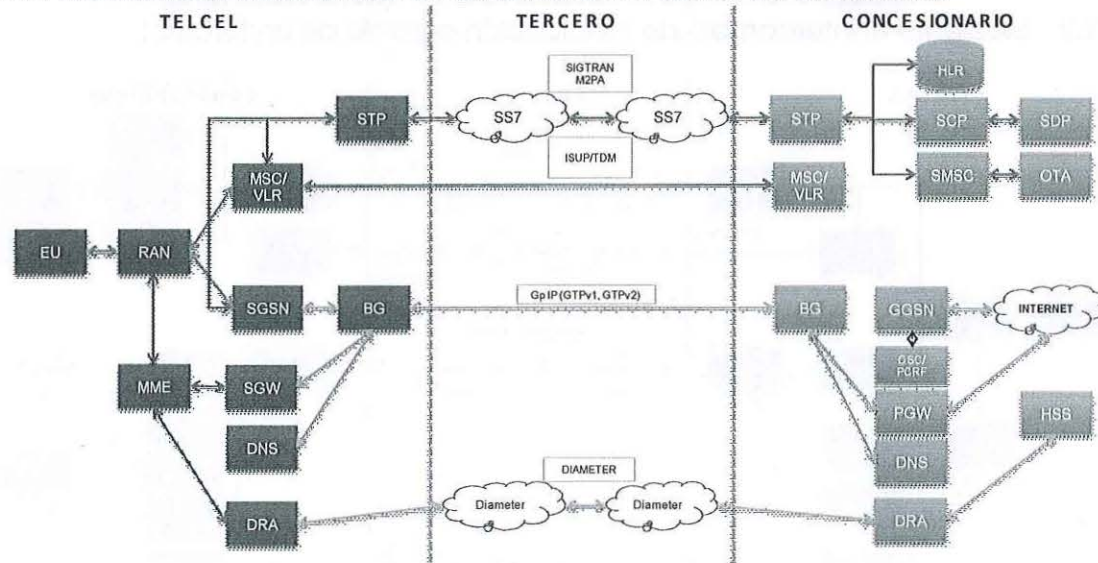 TELCEL
TERCERO
CONCESIONARIO
SIGTRAN
M2PA
HLR
STP
SS7
SS7
STP
SCP
SDP
ISUP/TDM
MSC/
VLR
MSC/
VLR
SMSC
OTA
EU
RAN
GpIP(GTPv1, GTPv2)
SGSN
BG
BG
GGSN
INTERNET
PCRF
MME
SGW
PGW
HSS
DNS
DNS
DIAMETER
Diameter
Diameter
DRA
DRA